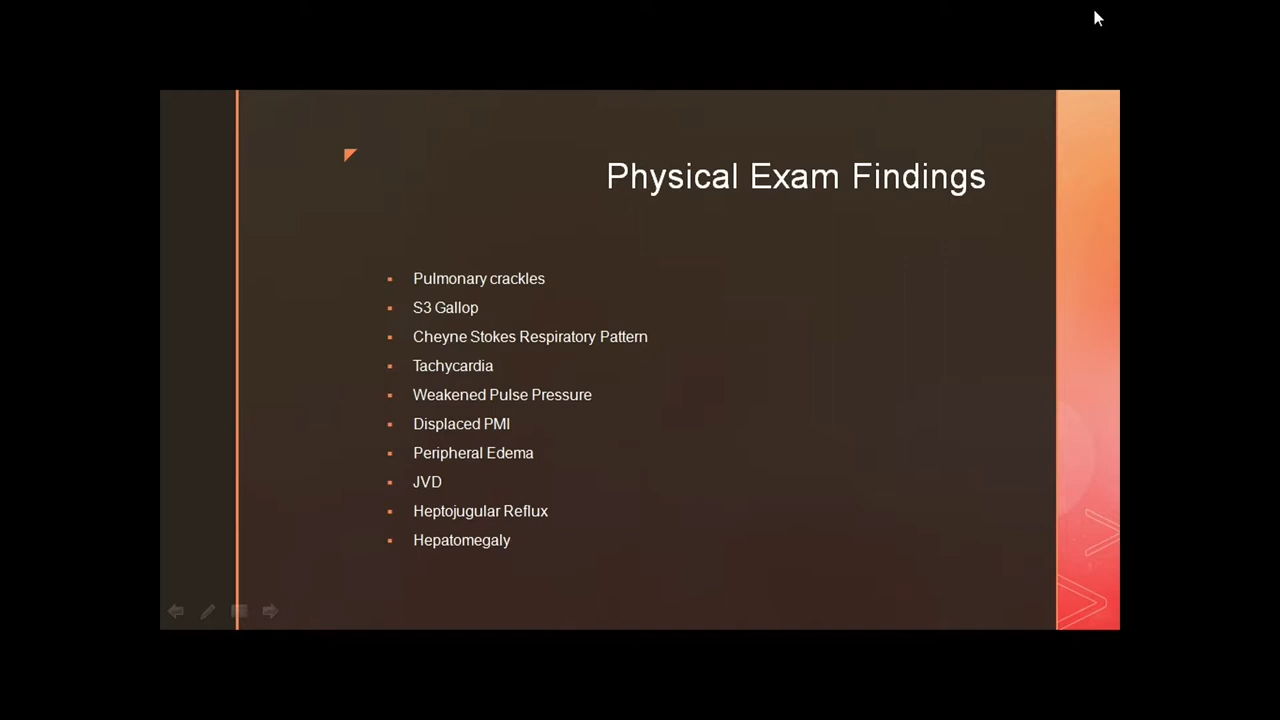 Physical Exam Findings
Pulmonary crackles
S3 Gallop
Cheyne Stokes Respiratory Pattern
Tachycardia
Weakened Pulse Pressure
Displaced PMI
Peripheral Edema
JVD
Heptojugular Reflux
Hepatomegaly